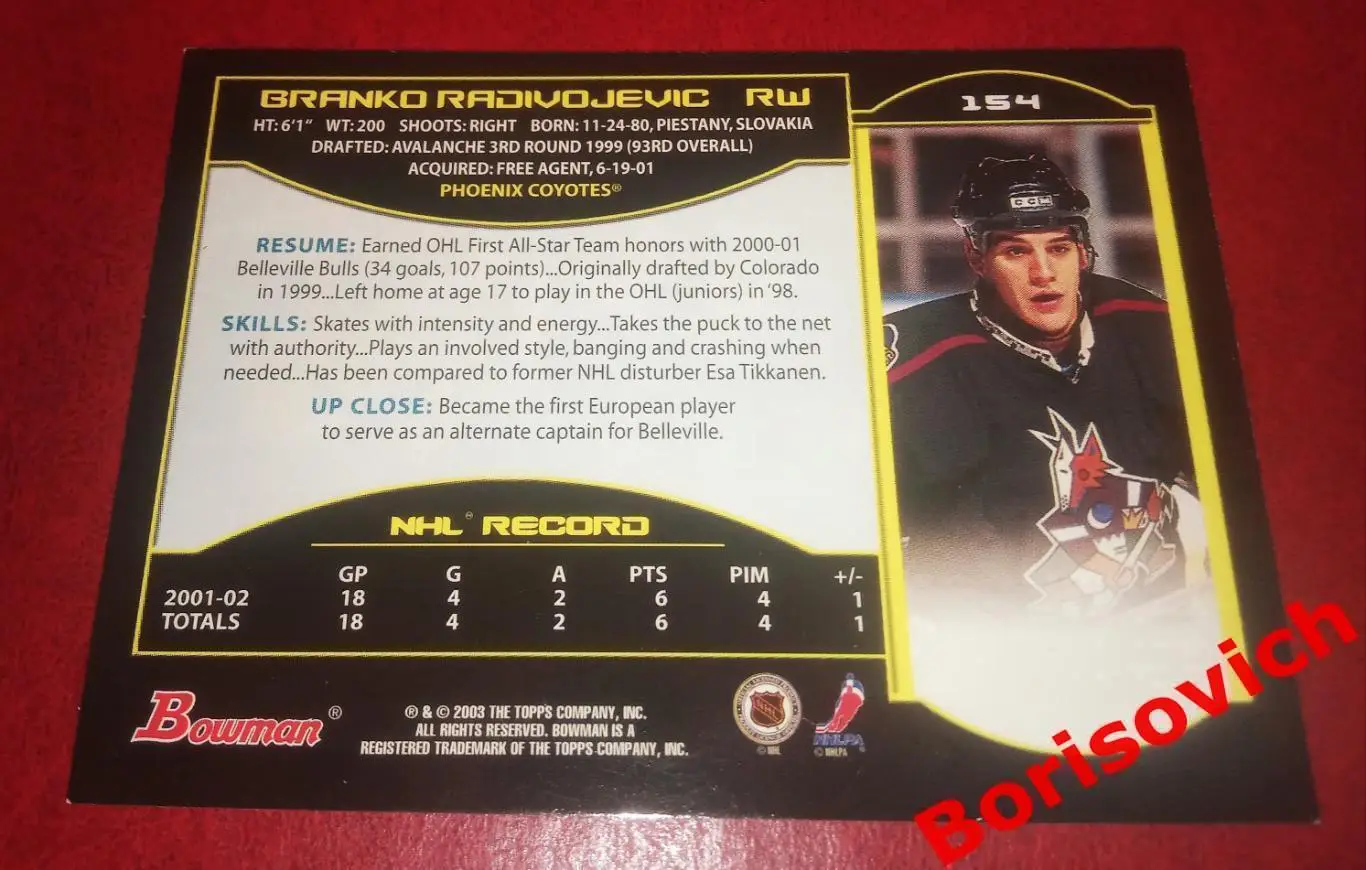 BRANKO RADIVOJEVIC RW
HT: 6'1" WT: 200 SHOOTS: RIGHT BORN: 11-24-80, PIESTANY, SLOVAKIA
DRAFTED: AVALANCHE 3RD ROUND 1999 (93RD OVERALL)
ACQUIRED: FREE AGENT, 6-19-01
PHOENIX COYOTES®
154
CCM
RESUME: Earned OHL First All-Star Team honors with 2000-01
Belleville Bulls (34 goals, 107 points)...Originally drafted by Colorado
in 1999...Left home at age 17 to play in the OHL (juniors) in '98.
SKILLS: Skates with intensity and energy...Takes the puck to the net
with authority...Plays an involved style, banging and crashing when
needed...Has been compared to former NHL disturber Esa Tikkanen.
UP CLOSE: Became the first European player
to serve as an alternate captain for Belleville.
NHL RECORD
GP G A PTS PIM +/-
2001-02 18 4 2 6 4 1
TOTALS 18 4 2 6 4 1
Bowman®
® & © 2003 THE TOPPS COMPANY, INC.
ALL RIGHTS RESERVED. BOWMAN IS A
REGISTERED TRADEMARK OF THE TOPPS COMPANY, INC.
NHL
© NHL
NHLPA
© NHLPA
Borisovich